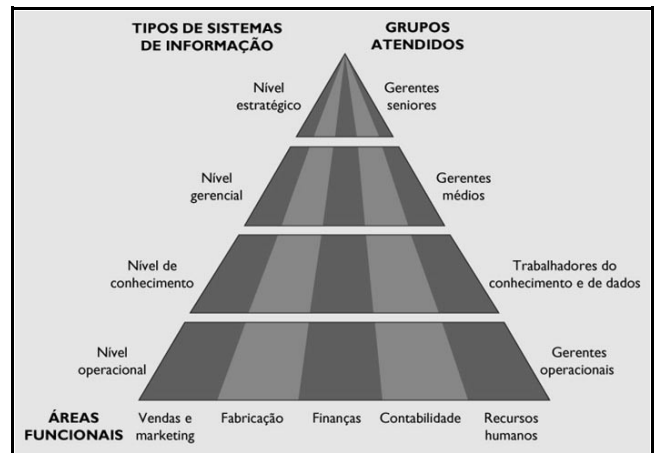 TIPOS DE SISTEMAS
DE INFORMAÇÃO
GRUPOS
ATENDIDOS
Nível
estratégico
Gerentes
seniores
Nível
gerencial
Gerentes
médios
Nível de
conhecimento
Trabalhadores do
conhecimento e de dados
Nível
operacional
Gerentes
operacionais
ÁREAS
FUNCIONAIS
Vendas e
marketing
Fabricação
Finanças
Contabilidade
Recursos
humanos